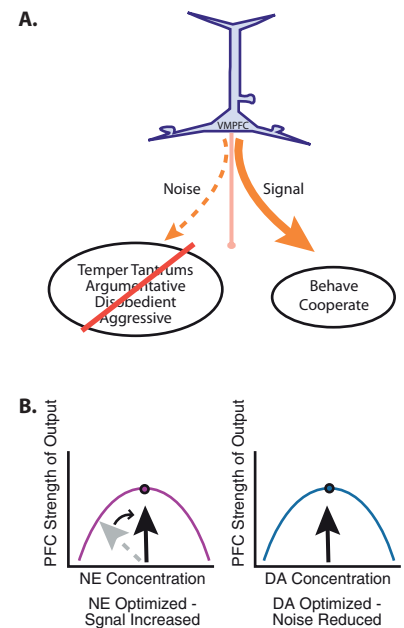 A.
VMPFC
Noise
Signal
Temper Tantrums
Argumentative
Disobedient
Aggressive
Behave
Cooperate
B.
PFC Strength of Output
NE Concentration
NE Optimized -
Sgnal Increased
PFC Strength of Output
DA Concentration
DA Optimized -
Noise Reduced